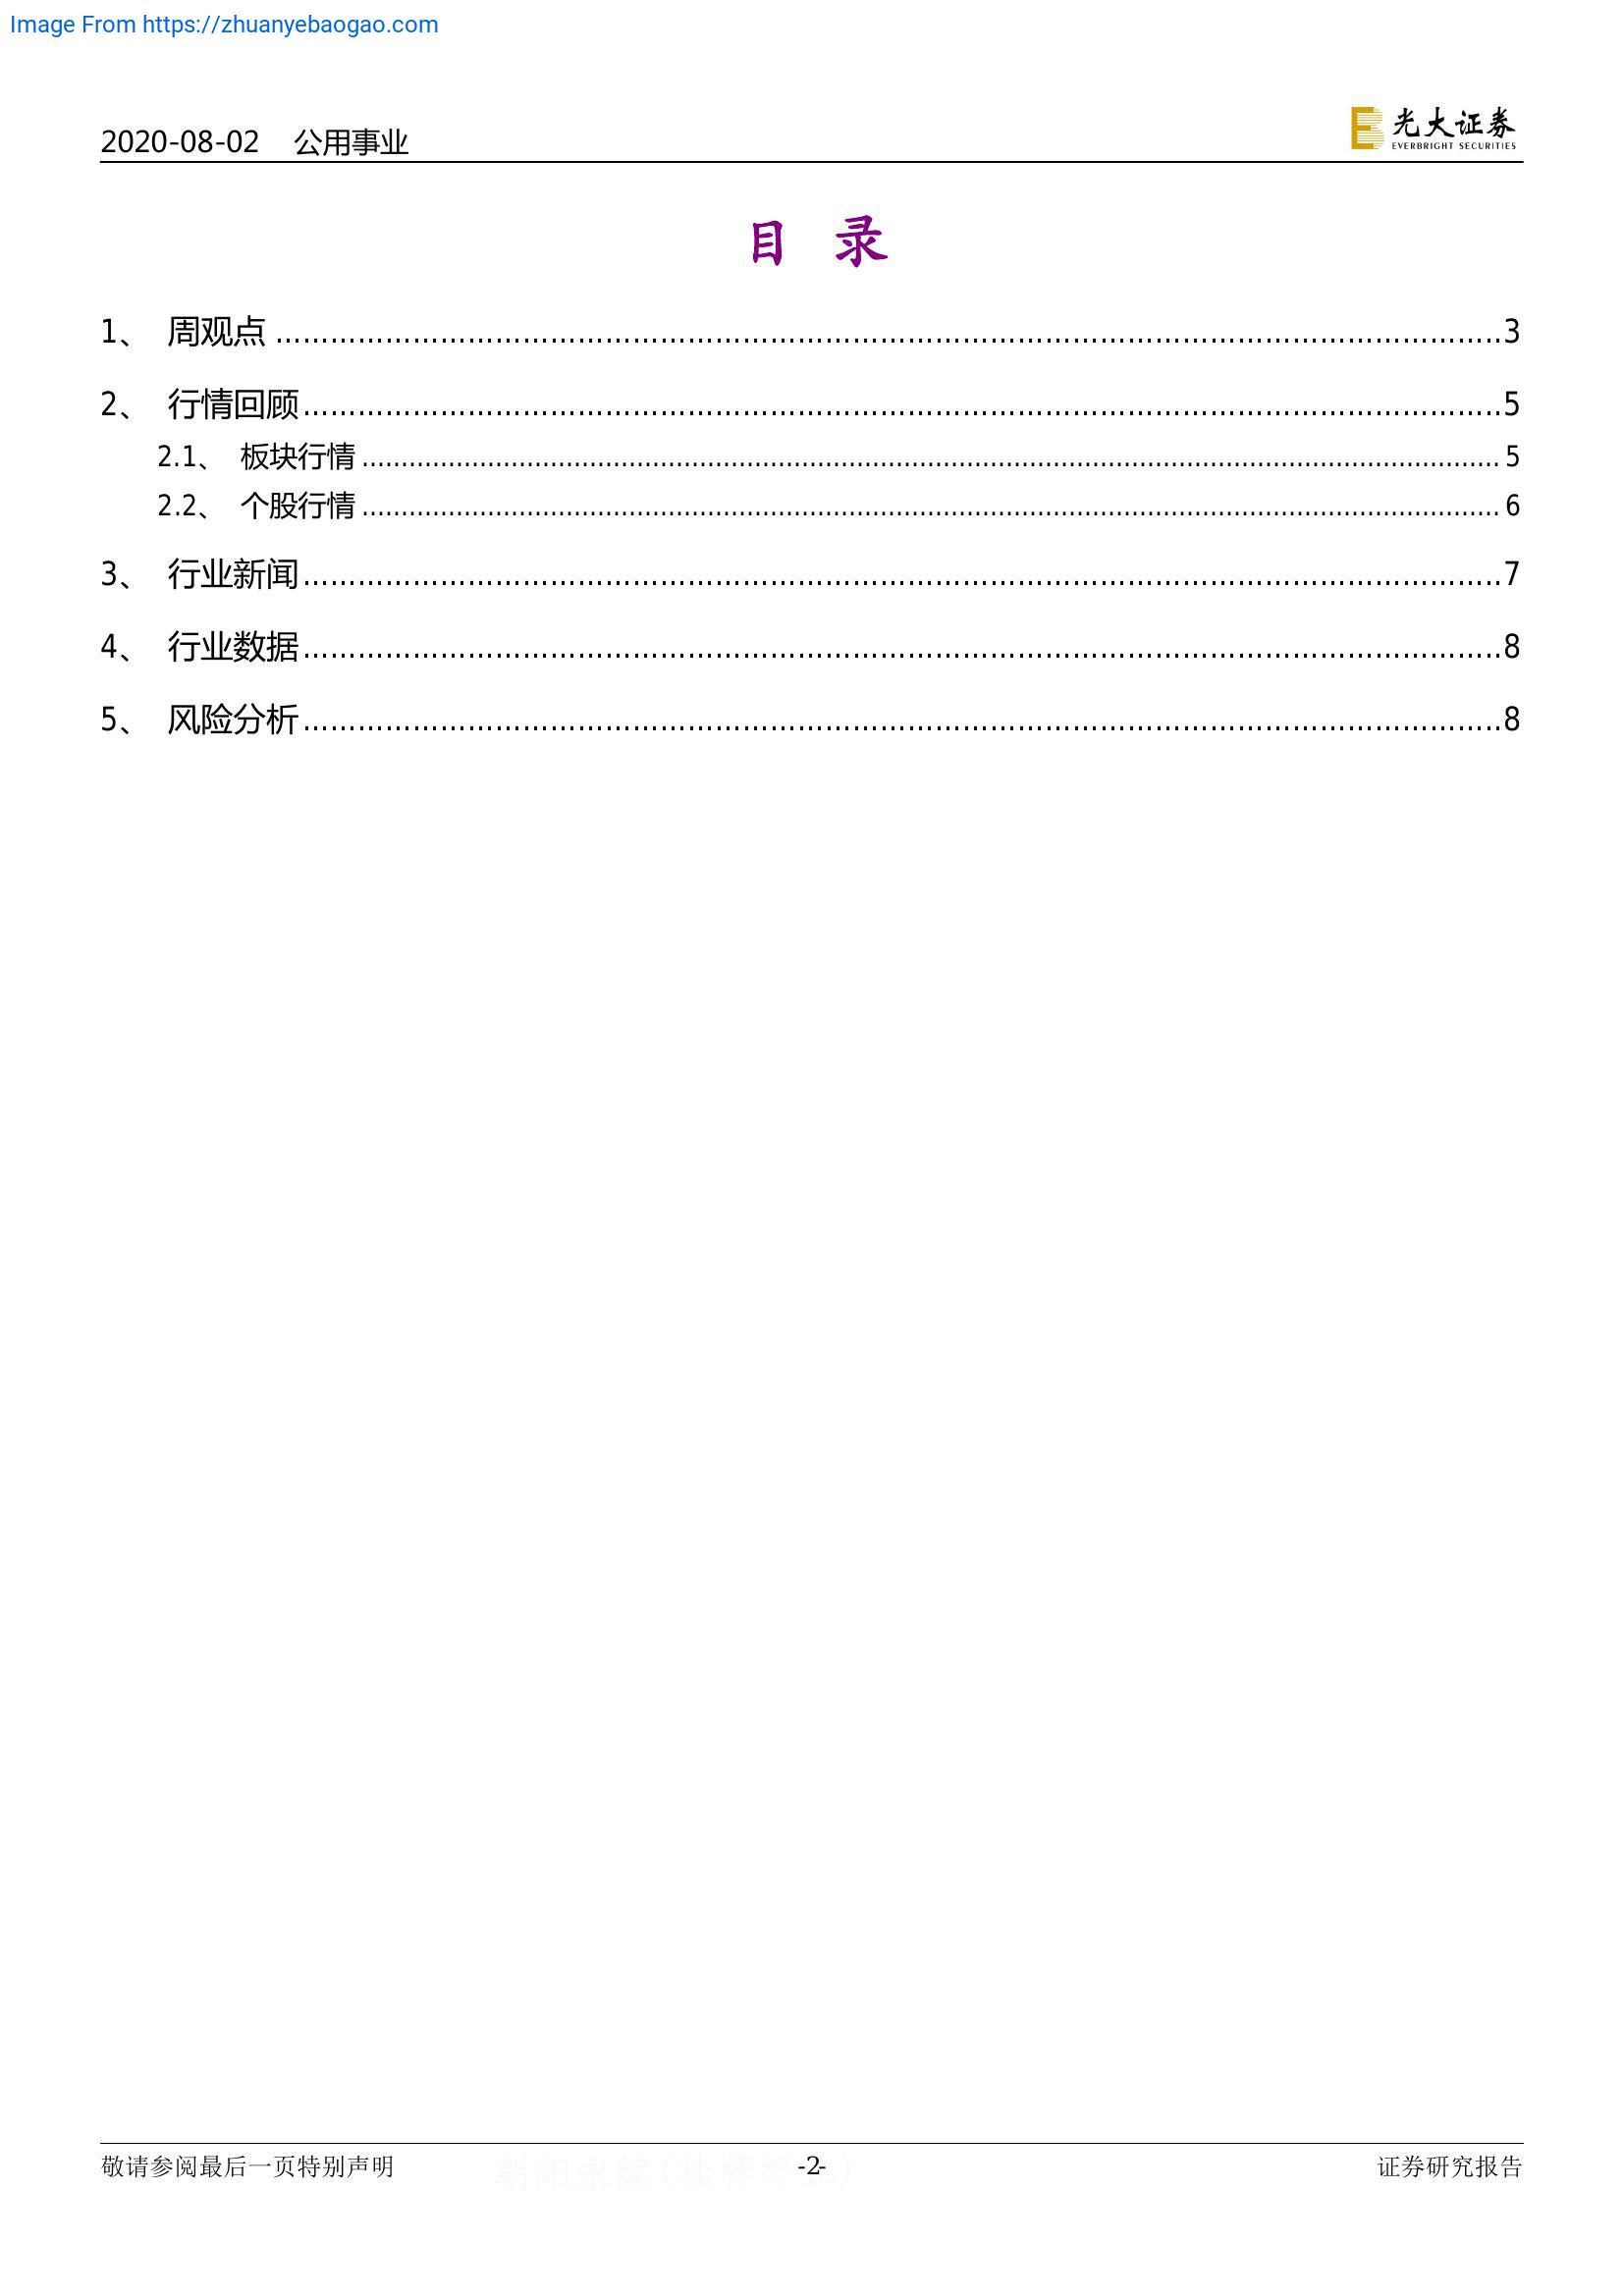 Image From https://zhuanyebaogao.com
2020-08-02 公用事业
光大证券
EVERBRIGHT SECURITIES
目 录
1、 周观点 ........................................ 3
2、 行情回顾 ........................................ 5
2.1、 板块行情 ........................................ 5
2.2、 个股行情 ........................................ 6
3、 行业新闻 ........................................ 7
4、 行业数据 ........................................ 8
5、 风险分析 ........................................ 8
敬请参阅最后一页特别声明 -2- 证券研究报告